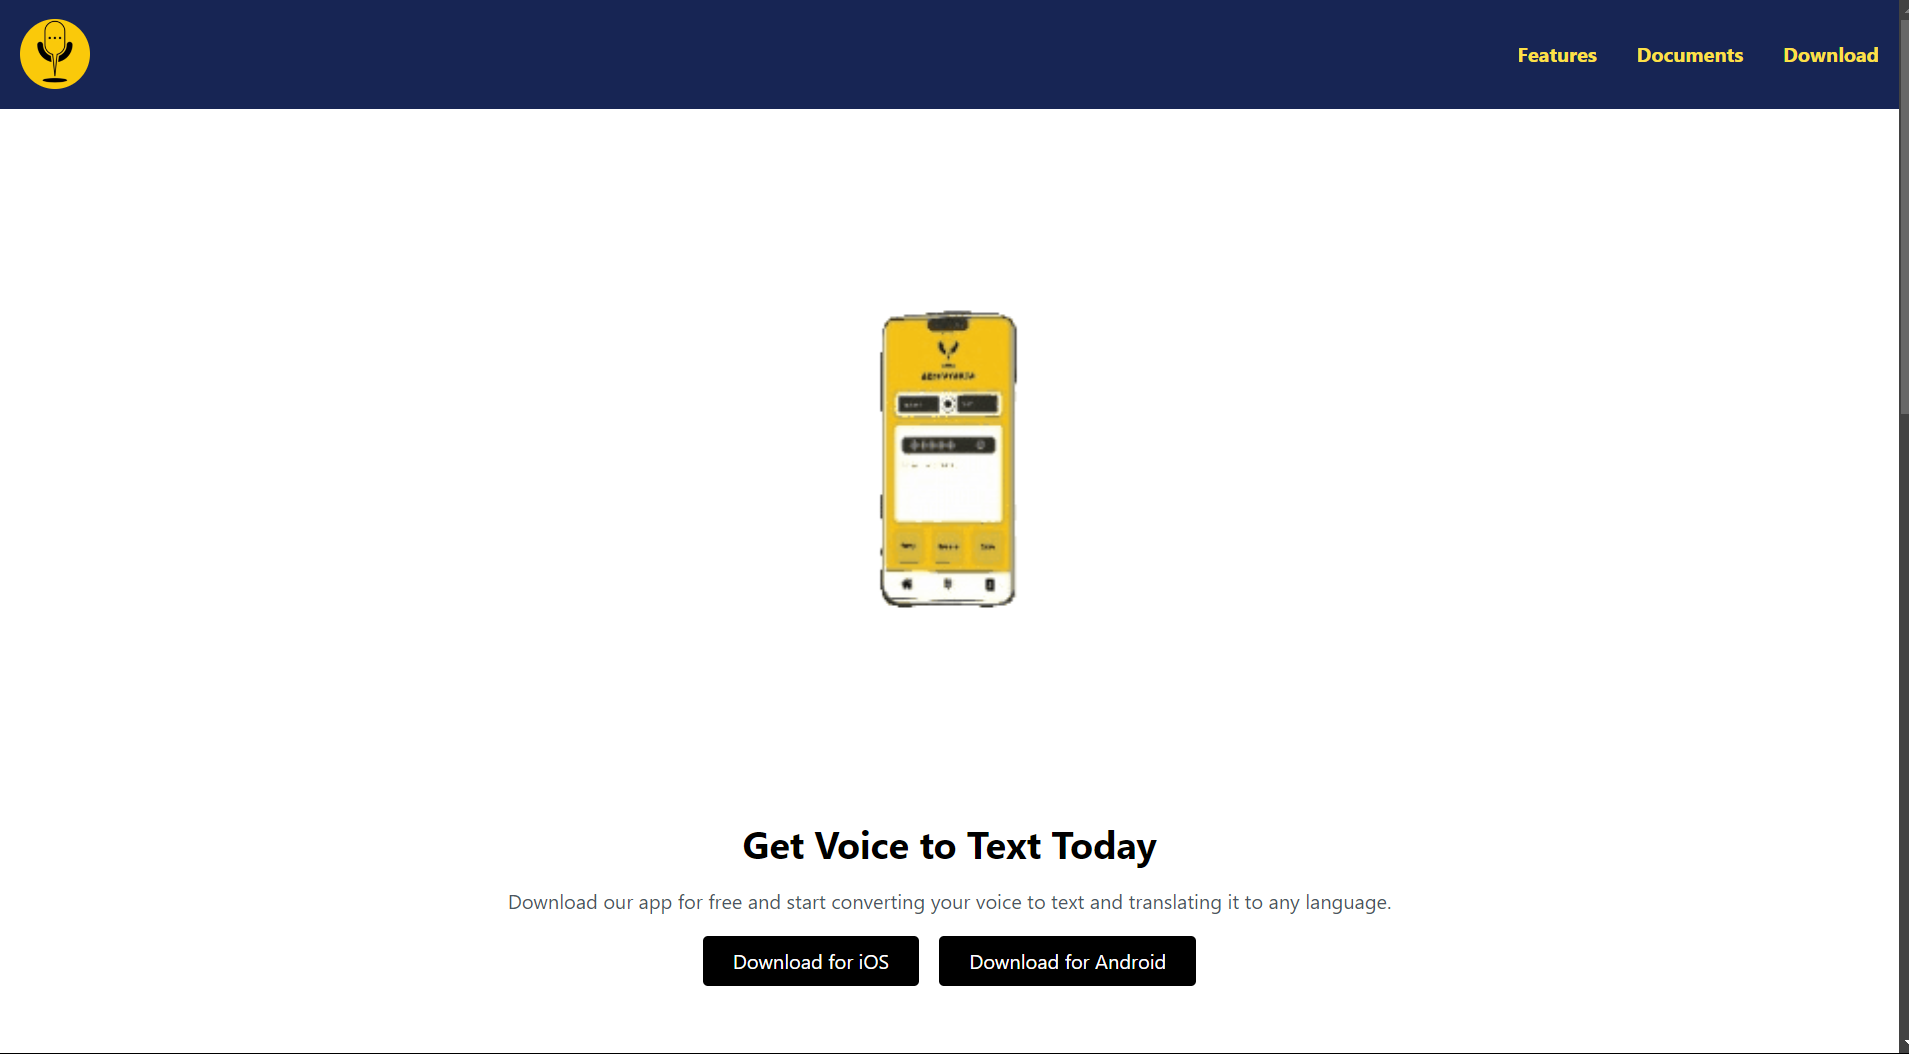 Features
Documents
Download
Get Voice to Text Today
Download our app for free and start converting your voice to text and translating it to any language.
Download for iOS
Download for Android